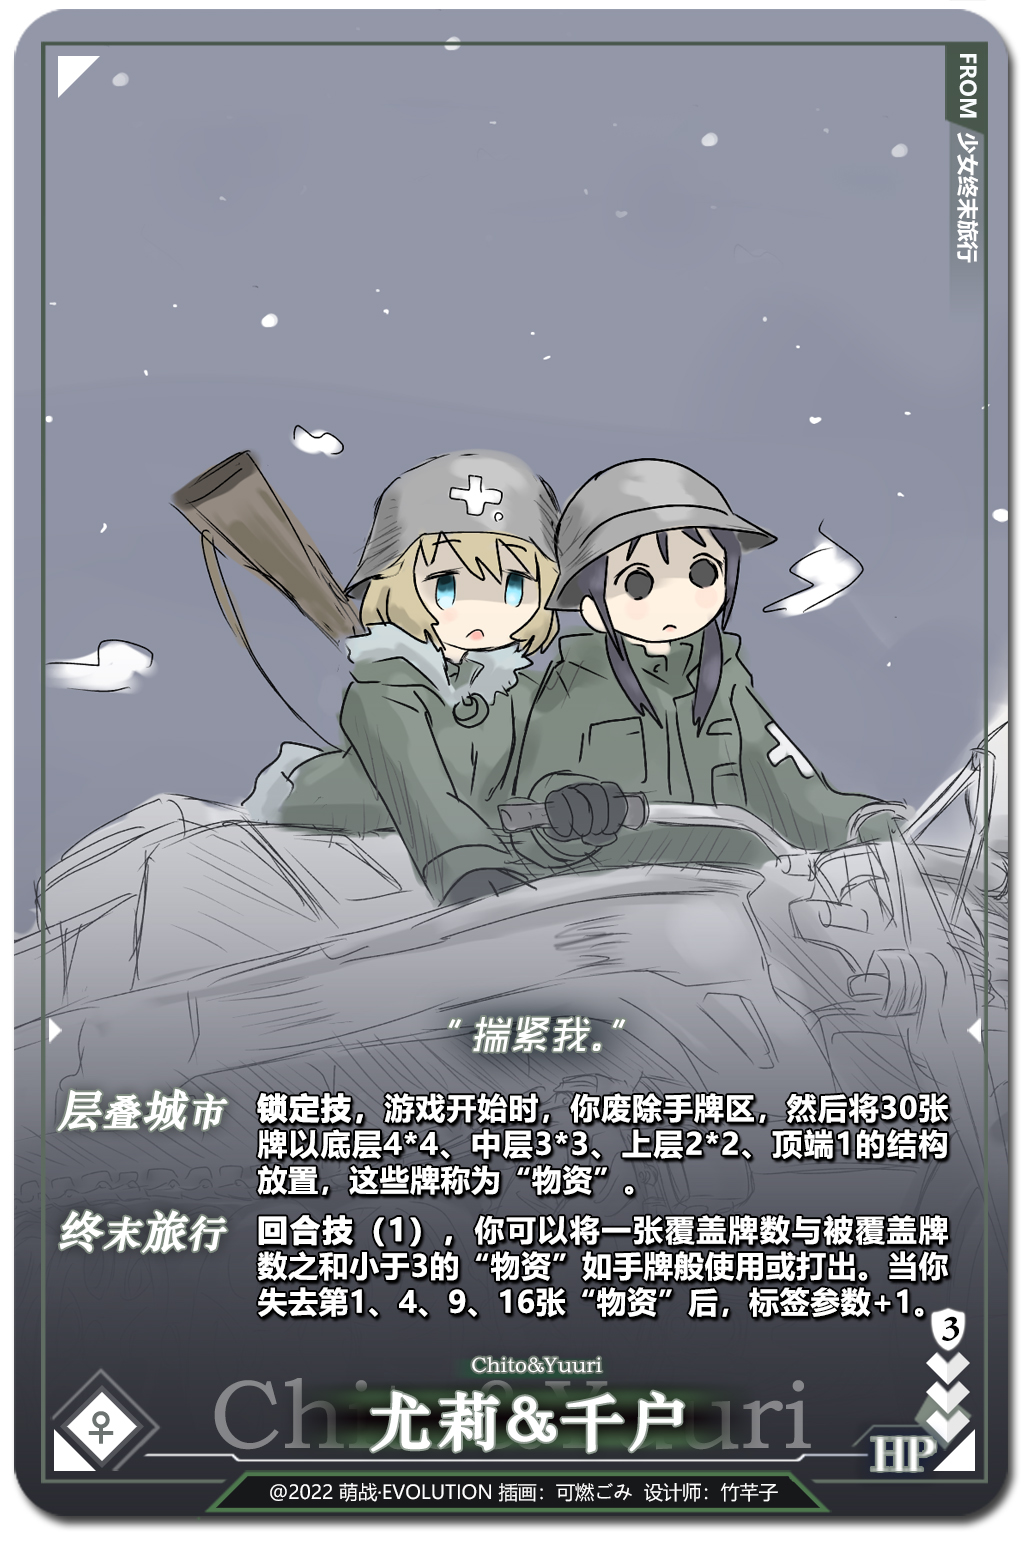 FROM 少女终末旅行
“揣紧我。”
层叠城市
锁定技，游戏开始时，你废除手牌区，然后将30张
牌以底层4*4、中层3*3、上层2*2、顶端1的结构
放置，这些牌称为“物资”。
终末旅行
回合技（1），你可以将一张覆盖牌数与被覆盖牌
数之和小于3的“物资”如手牌般使用或打出。当你
失去第1、4、9、16张“物资”后，标签参数+1。
3
Chito&Yuuri
Chito&Yuuri
尤莉&千户
HP
@2022 萌战·EVOLUTION 插画：可燃ごみ 设计师：竹芊子